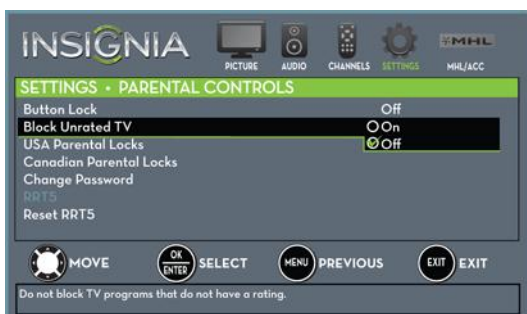 INSIGNIA
PICTURE AUDIO CHANNELS SETTINGS MHL MHL/ACC
SETTINGS • PARENTAL CONTROLS
Button Lock Off
Block Unrated TV On
USA Parental Locks Off
Canadian Parental Locks
Change Password
RRT5
Reset RRT5
MOVE OK ENTER SELECT MENU PREVIOUS EXIT EXIT
Do not block TV programs that do not have a rating.